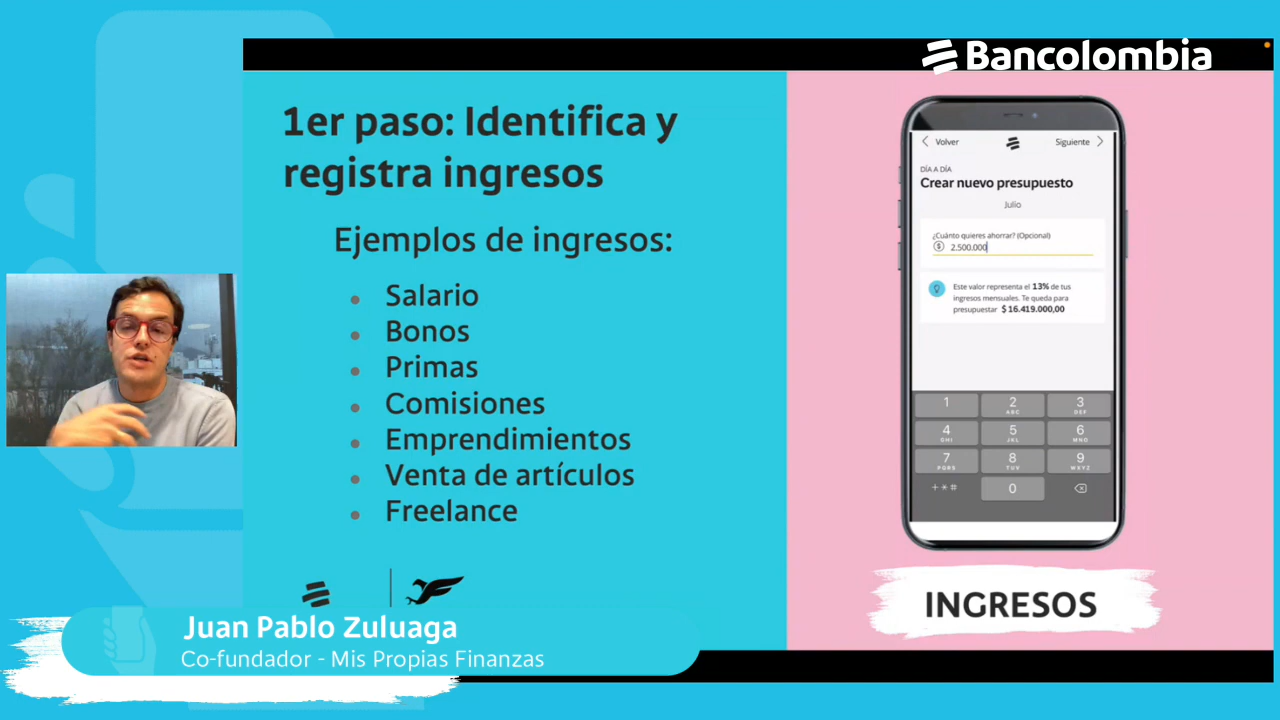 Bancolombia
1er paso: Identifica y
registra ingresos
Ejemplos de ingresos:
• Salario
• Bonos
• Primas
• Comisiones
• Emprendimientos
• Venta de artículos
• Freelance
Volver
Siguiente
DÍA A DÍA
Crear nuevo presupuesto
Julio
¿Cuánto quieres ahorrar? (Opcional)
$ 2.500.000
Este valor representa el 13% de tus
ingresos mensuales. Te queda para
presupuestar $ 16.419.000,00
1 2 3
ABC DEF
4 5 6
GHI JKL MNO
7 8 9
PQRS TUV WXYZ
+ * # 0
INGRESOS
Juan Pablo Zuluaga
Co-fundador - Mis Propias Finanzas